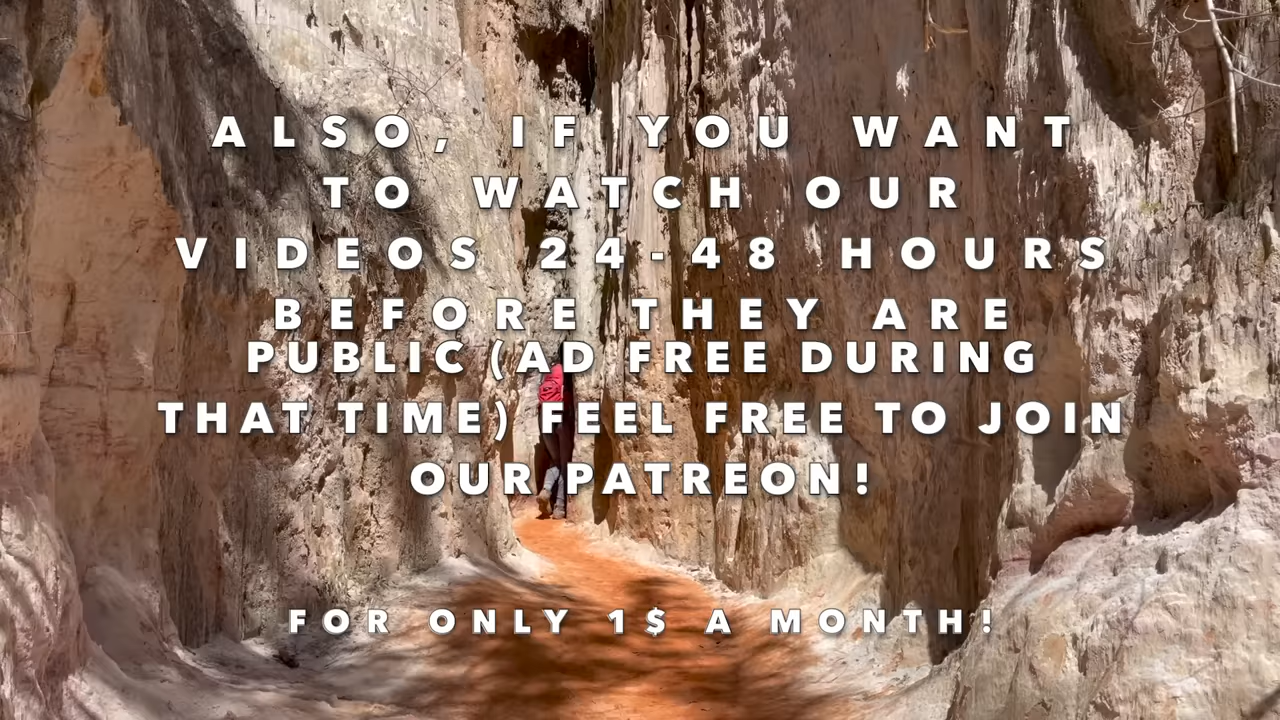 ALSO, IF YOU WANT
TO WATCH OUR
VIDEOS 24-48 HOURS
BEFORE THEY ARE
PUBLIC (AD FREE DURING
THAT TIME) FEEL FREE TO JOIN
OUR PATREON!
FOR ONLY 1$ A MONTH!